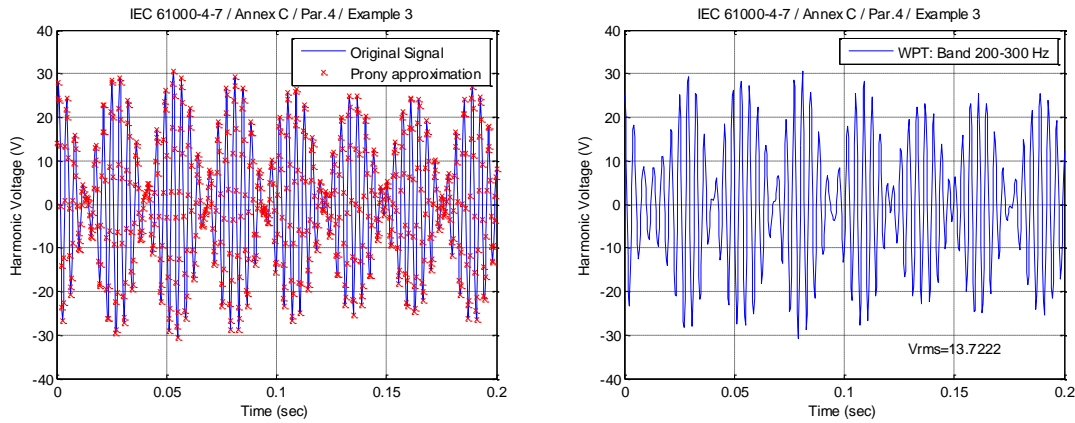 IEC 61000-4-7 / Annex C / Par.4 / Example 3
40
30
20
10
0
-10
-20
-30
-40
Harmonic Voltage (V)
Original Signal
Prony approximation
0
0.05
0.1
0.15
0.2
Time (sec)
IEC 61000-4-7 / Annex C / Par.4 / Example 3
40
30
20
10
0
-10
-20
-30
-40
Harmonic Voltage (V)
WPT: Band 200-300 Hz
Vrms=13.7222
0
0.05
0.1
0.15
0.2
Time (sec)